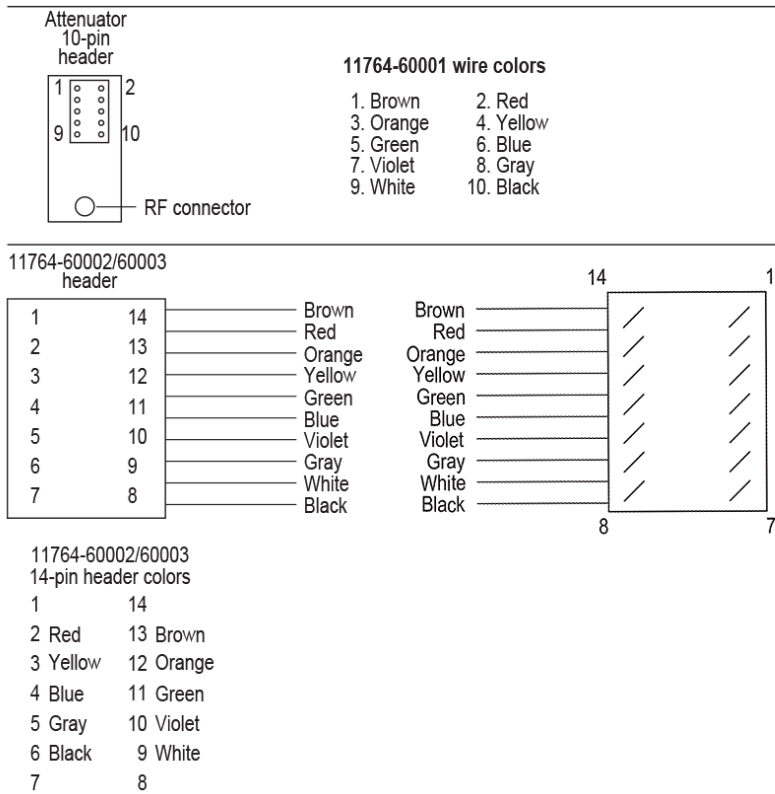 Attenuator
10-pin
header
1 2
9 10
RF connector
11764-60001 wire colors
1. Brown 2. Red
3. Orange 4. Yellow
5. Green 6. Blue
7. Violet 8. Gray
9. White 10. Black
11764-60002/60003
header
1 14
2 13
3 12
4 11
5 10
6 9
7 8
Brown
Red
Orange
Yellow
Green
Blue
Violet
Gray
White
Black
14 1
Brown
Red
Orange
Yellow
Green
Blue
Violet
Gray
White
Black
8 7
11764-60002/60003
14-pin header colors
1 14
2 Red 13 Brown
3 Yellow 12 Orange
4 Blue 11 Green
5 Gray 10 Violet
6 Black 9 White
7 8